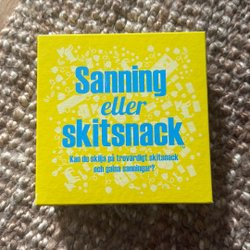 Sanning
eller
skitsnack
Kan du skilja på trovärdigt skitsnack
och galna sanningar?